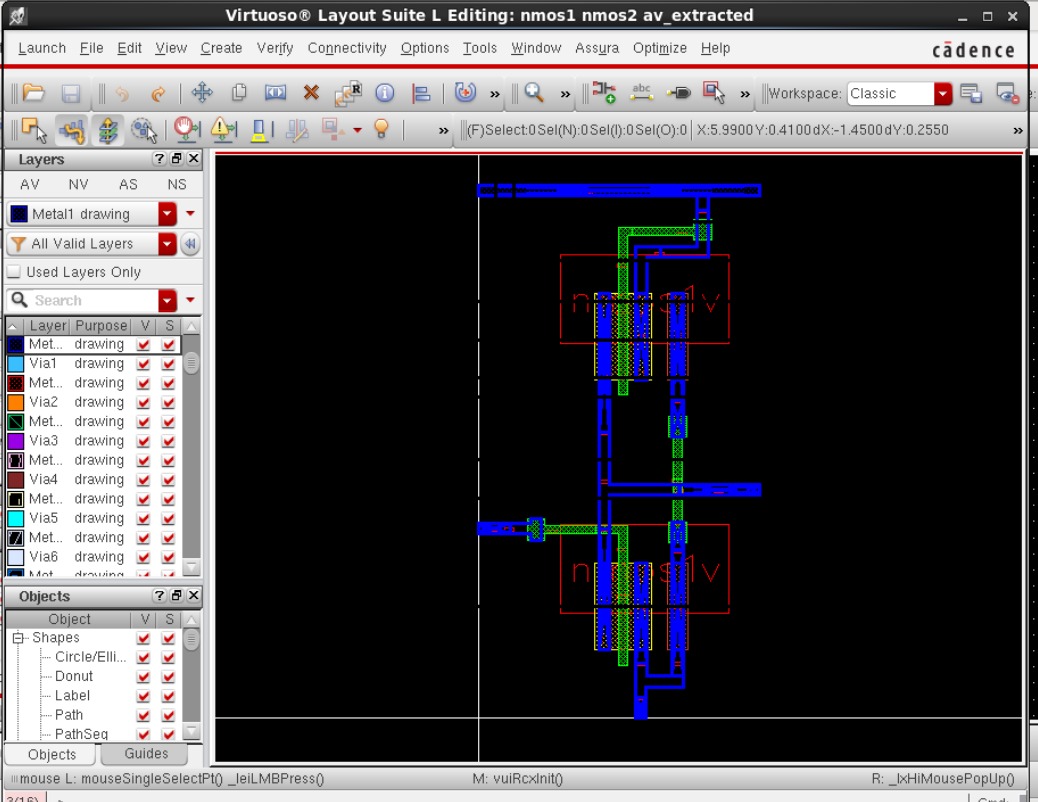 Virtuoso® Layout Suite L Editing: nmos1 nmos2 av_extracted
Launch File Edit View Create Verify Connectivity Options Tools Window Assura Optimize Help
cādence
R abc Workspace: Classic
(F)Select:0 Sel(N):0 Sel(I):0 Sel(O):0 X:5.9900 Y:0.4100 dX:-1.4500 dY:0.2550
Layers
AV NV AS NS
Metal1 drawing
All Valid Layers
Used Layers Only
Search
Layer Purpose V S
Met... drawing
Via1 drawing
Met... drawing
Via2 drawing
Met... drawing
Via3 drawing
Met... drawing
Via4 drawing
Met... drawing
Via5 drawing
Met... drawing
Via6 drawing
Met drawing
Objects
Object V S
Shapes
Circle/Elli...
Donut
Label
Path
PathSeg
Objects Guides
mouse L: mouseSingleSelectPt() _leiLMBPress() M: vuiRcxInit() R: _lxHiMousePopUp()
3(16) > Cmd: